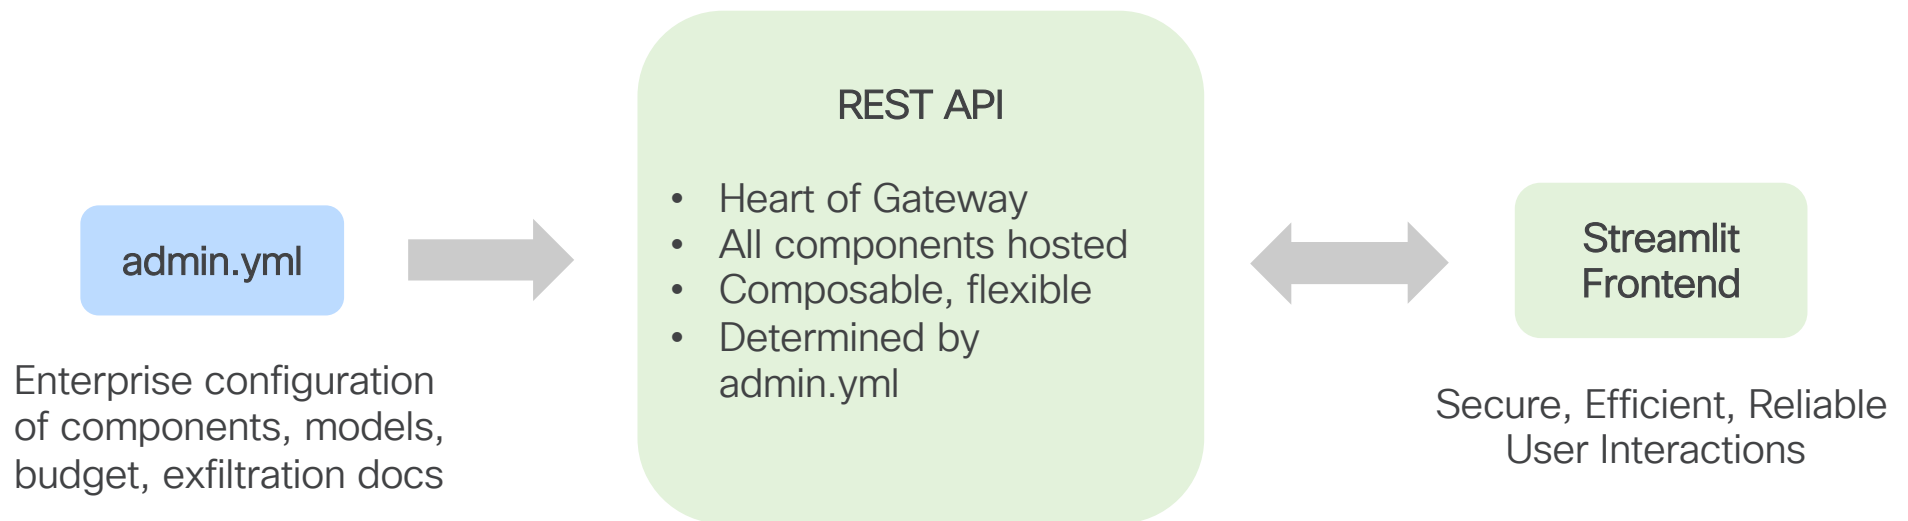 admin.yml
Enterprise configuration
of components, models,
budget, exfiltration docs
REST API
• Heart of Gateway
• All components hosted
• Composable, flexible
• Determined by
admin.yml
Streamlit
Frontend
Secure, Efficient, Reliable
User Interactions